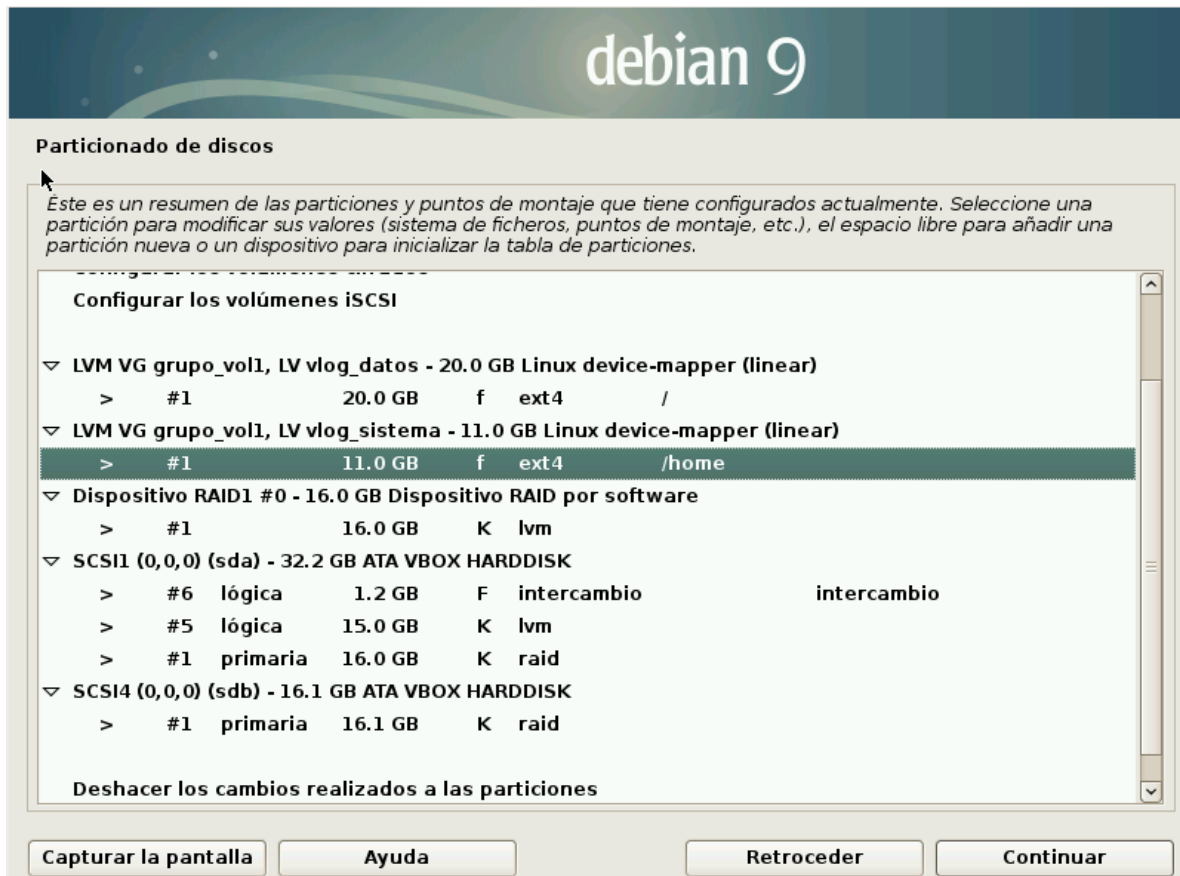 debian 9
Particionado de discos
Éste es un resumen de las particiones y puntos de montaje que tiene configurados actualmente. Seleccione una
partición para modificar sus valores (sistema de ficheros, puntos de montaje, etc.), el espacio libre para añadir una
partición nueva o un dispositivo para inicializar la tabla de particiones.
Configurar los volúmenes cifrados
Configurar los volúmenes iSCSI
LVM VG grupo_vol1, LV vlog_datos - 20.0 GB Linux device-mapper (linear)
> #1 20.0 GB f ext4 /
LVM VG grupo_vol1, LV vlog_sistema - 11.0 GB Linux device-mapper (linear)
> #1 11.0 GB f ext4 /home
Dispositivo RAID1 #0 - 16.0 GB Dispositivo RAID por software
> #1 16.0 GB K lvm
SCSI1 (0,0,0) (sda) - 32.2 GB ATA VBOX HARDDISK
> #6 lógica 1.2 GB F intercambio intercambio
> #5 lógica 15.0 GB K lvm
> #1 primaria 16.0 GB K raid
SCSI4 (0,0,0) (sdb) - 16.1 GB ATA VBOX HARDDISK
> #1 primaria 16.1 GB K raid
Deshacer los cambios realizados a las particiones
Capturar la pantalla Ayuda Retroceder Continuar